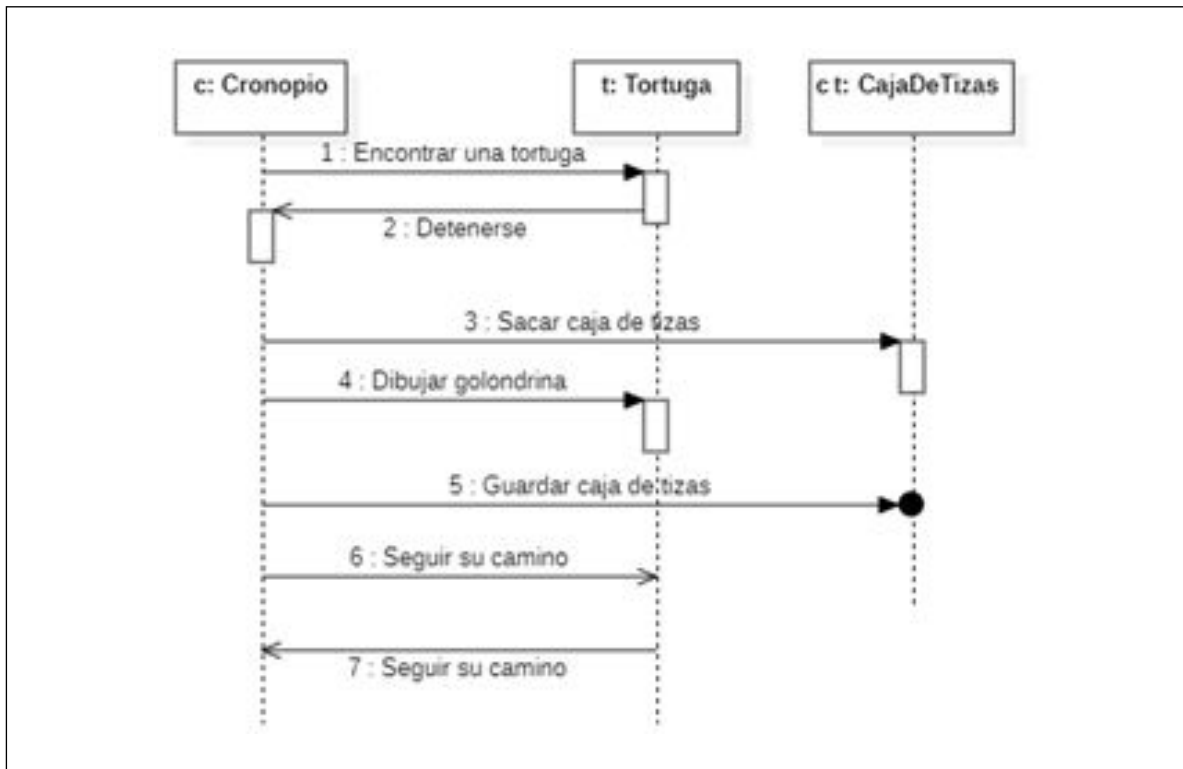 c: Cronopio
t: Tortuga
c t: CajaDeTizas
1 : Encontrar una tortuga
2 : Detenerse
3 : Sacar caja de tizas
4 : Dibujar golondrina
5 : Guardar caja de tizas
6 : Seguir su camino
7 : Seguir su camino